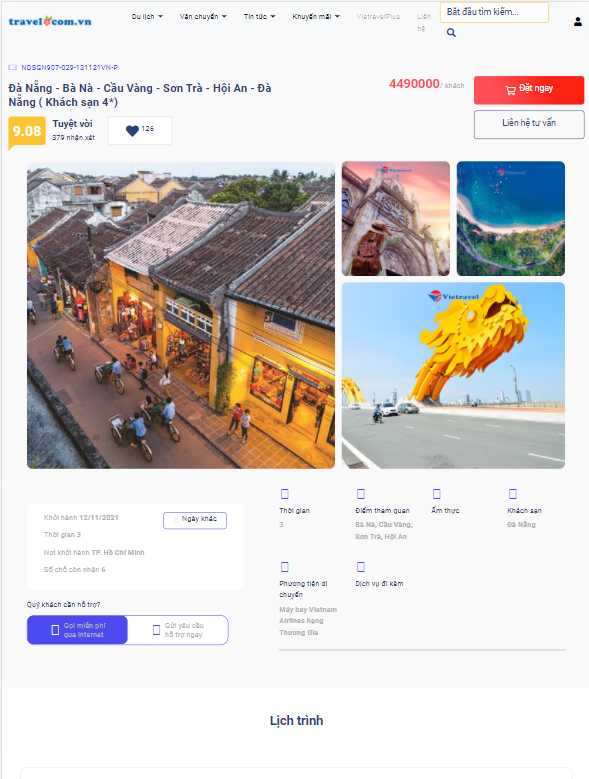 travel.com.vn
Du lịch Vận chuyển Tin tức Khuyến mãi VietravelPlus Liên hệ
Bắt đầu tìm kiếm...
NDSGN907-029-121121VN-P
Đà Nẵng - Bà Nà - Cầu Vàng - Sơn Trà - Hội An - Đà
Nẵng ( Khách sạn 4*)
4490000/ khách
Đặt ngay
Liên hệ tư vấn
9.08
Tuyệt vời
379 nhận xét
126
Vietravel
Vietravel
Vietravel
Khởi hành 12/11/2021
Ngày khác
Thời gian 3
Nơi khởi hành TP. Hồ Chí Minh
Số chỗ còn nhận 6
Quý khách cần hỗ trợ?
Gọi miễn phí
qua internet
Gửi yêu cầu
hỗ trợ ngay
Thời gian
3
Điểm tham quan
Bà Nà, Cầu Vàng,
Sơn Trà, Hội An
Ẩm thực
Khách sạn
Đà Nẵng
Phương tiện di
chuyển
Máy bay Vietnam
Airlines hạng
Thương Gia
Dịch vụ đi kèm
Lịch trình